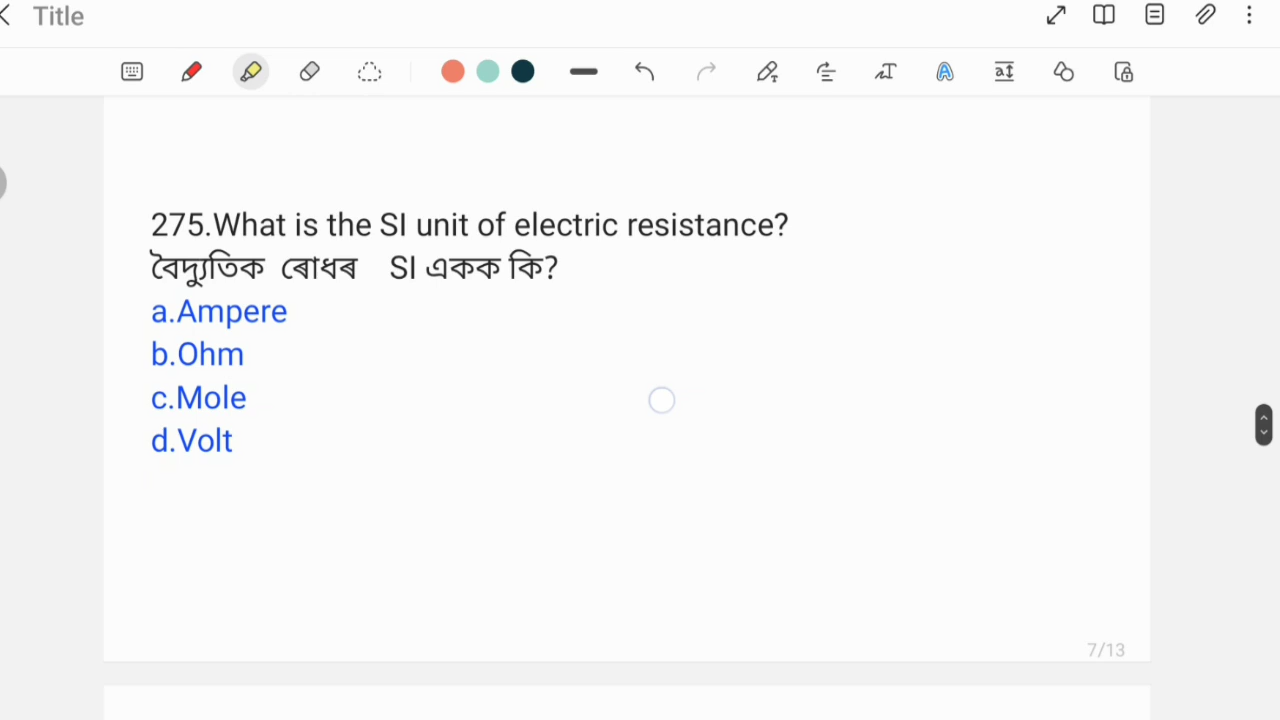 Title
275.What is the SI unit of electric resistance?
বৈদ্যুতিক ৰোধৰ SI একক কি?
a.Ampere
b.Ohm
c.Mole
d.Volt
7/13